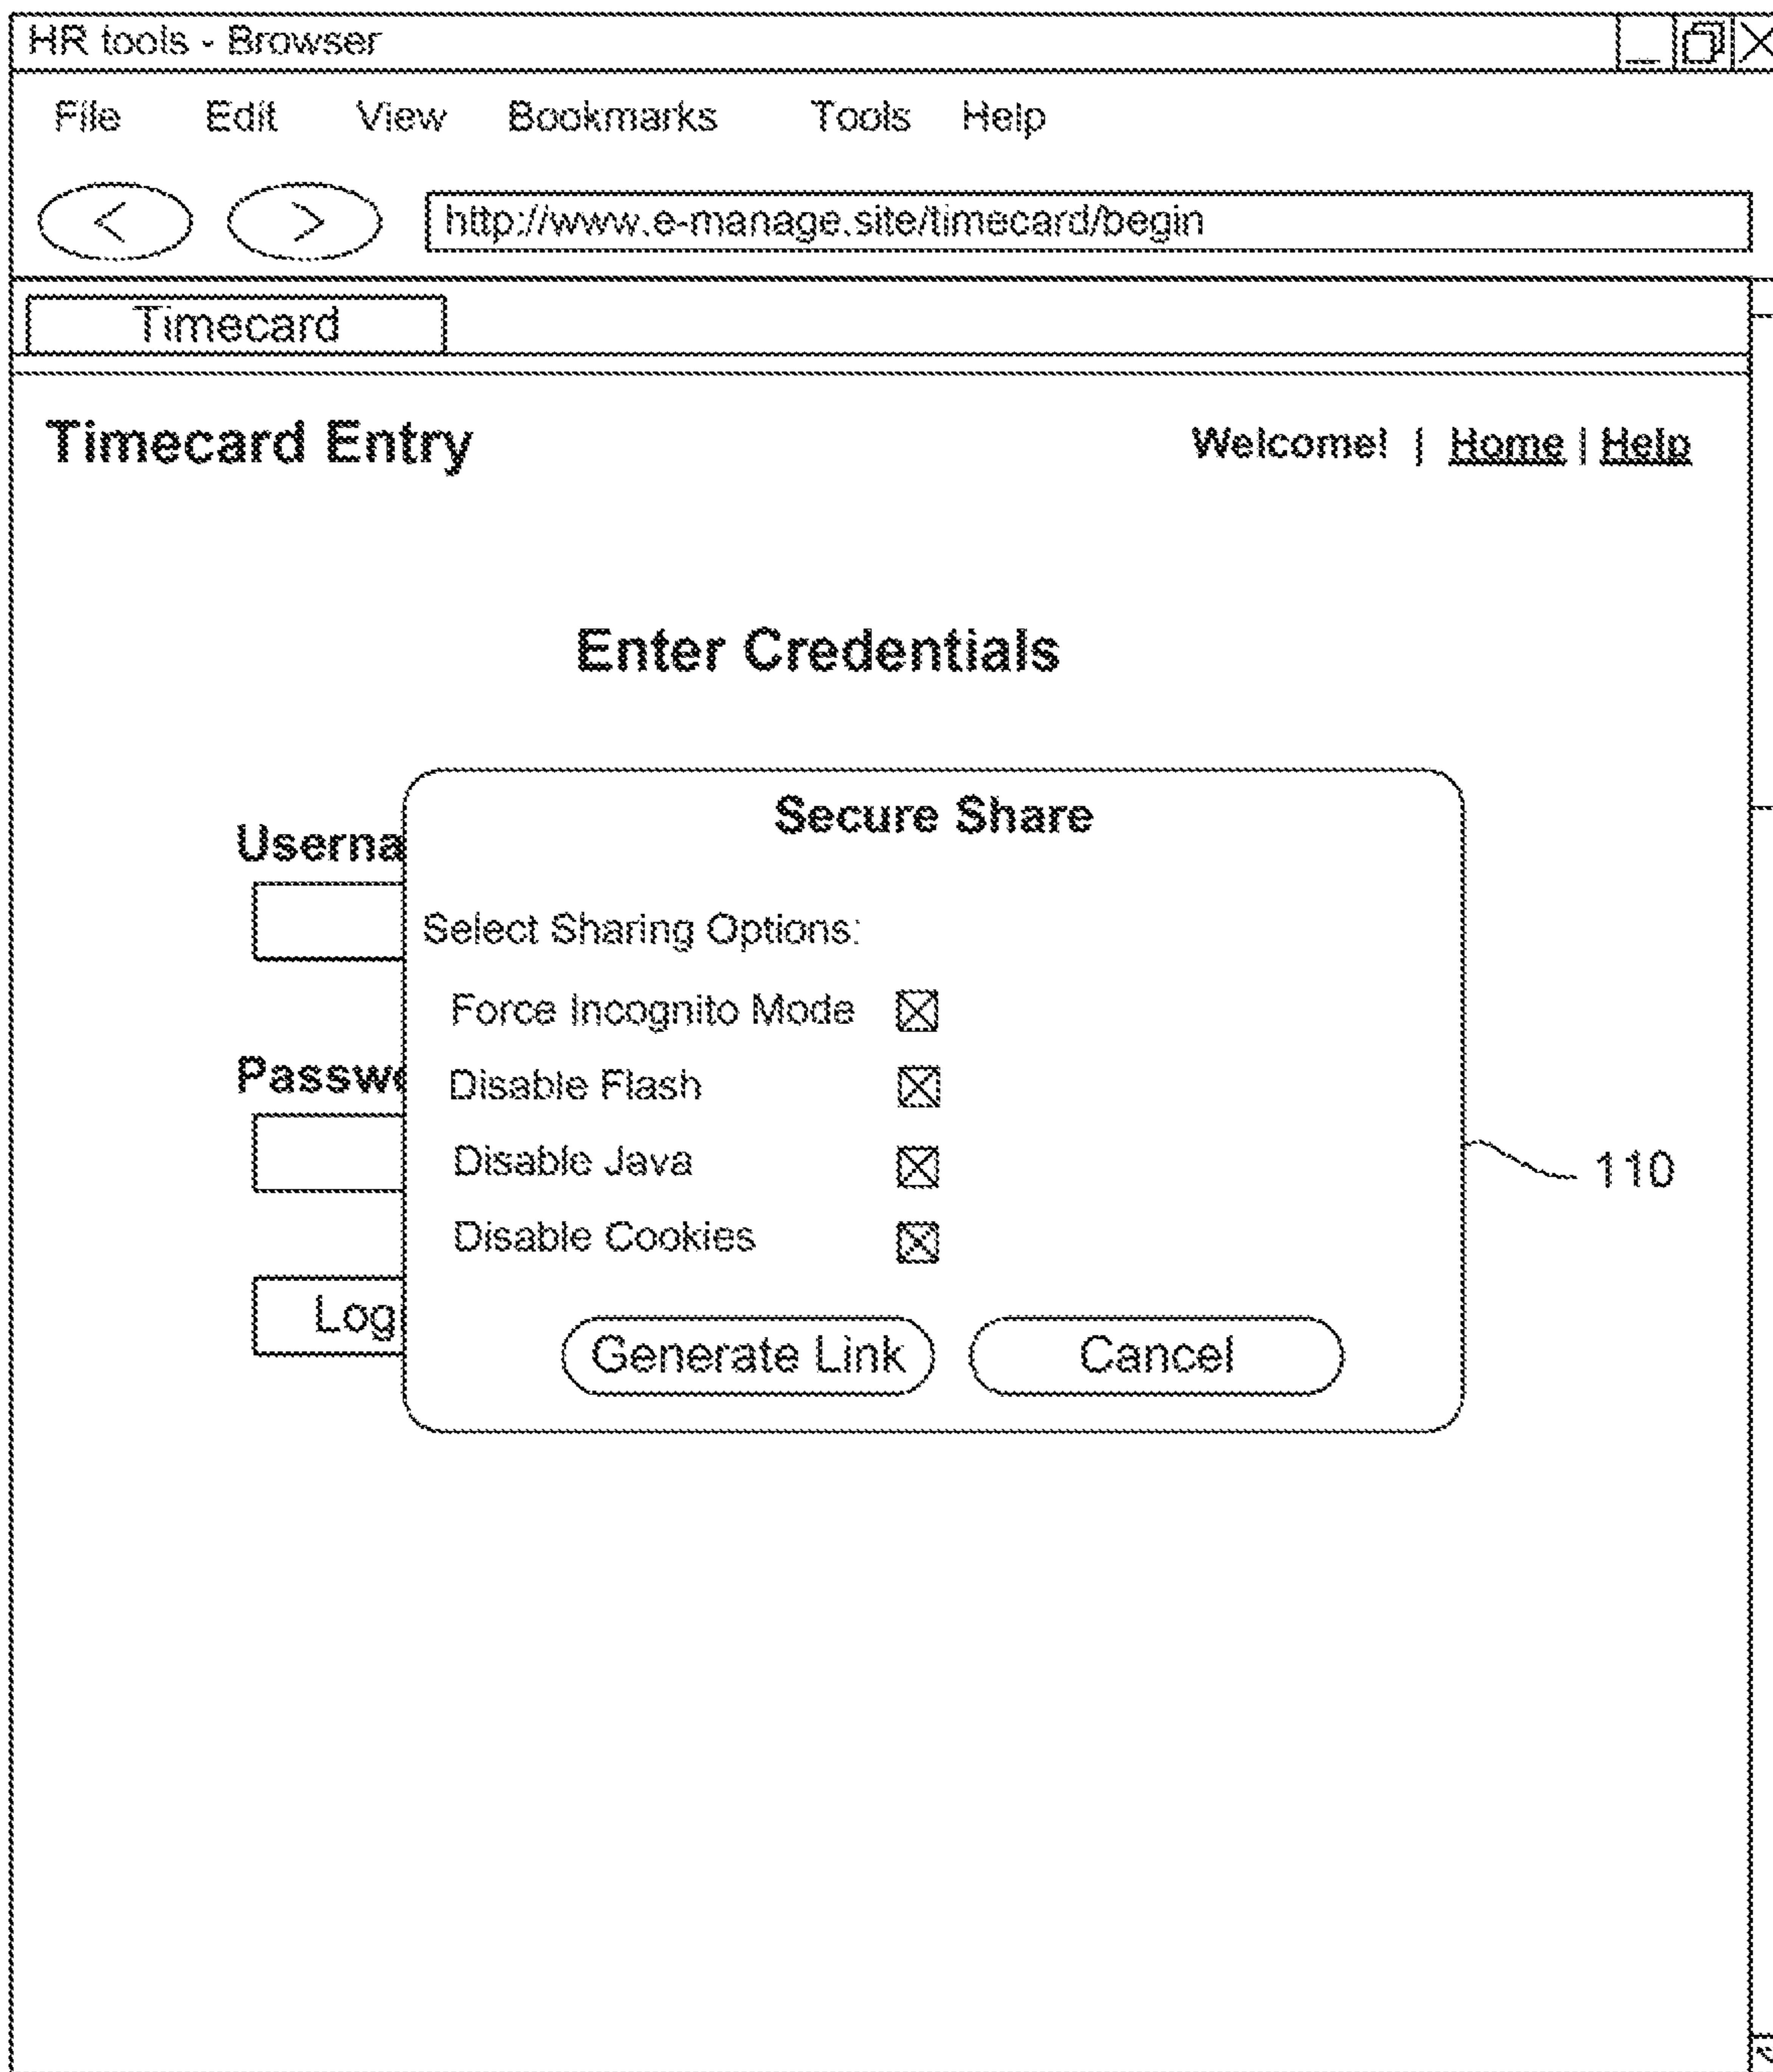 HR tools - Browser
File Edit View Bookmarks Tools Help
< > http://www.e-manage.site/timecard/begin
Timecard
Timecard Entry Welcome! | Home | Help
Enter Credentials
Secure Share
Userna
Select Sharing Options:
Force Incognito Mode
Passwo
Disable Flash
Disable Java
110
Disable Cookies
Log
Generate Link Cancel